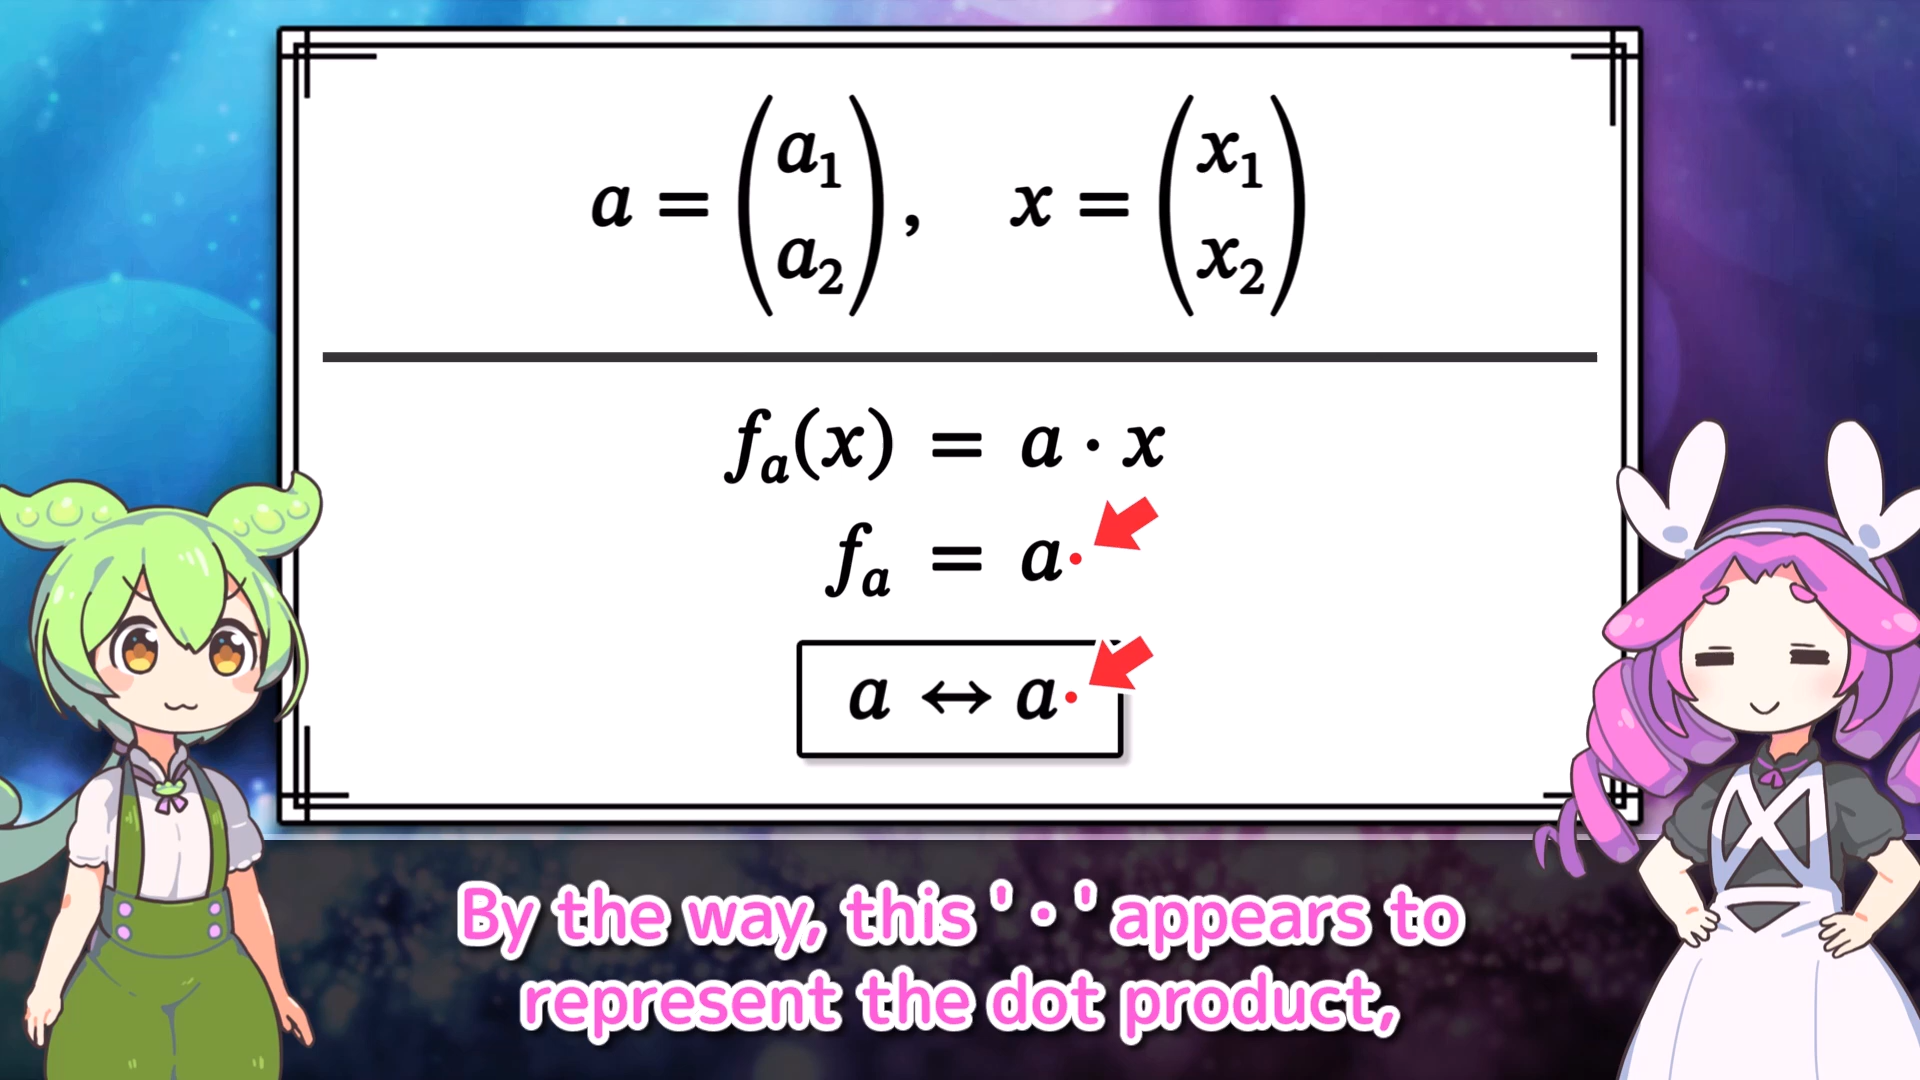 a = (a₁ a₂), x = (x₁ x₂)
fₐ(x) = a · x
fₐ = a·
a ↔ a·
By the way, this '・' appears to
represent the dot product,